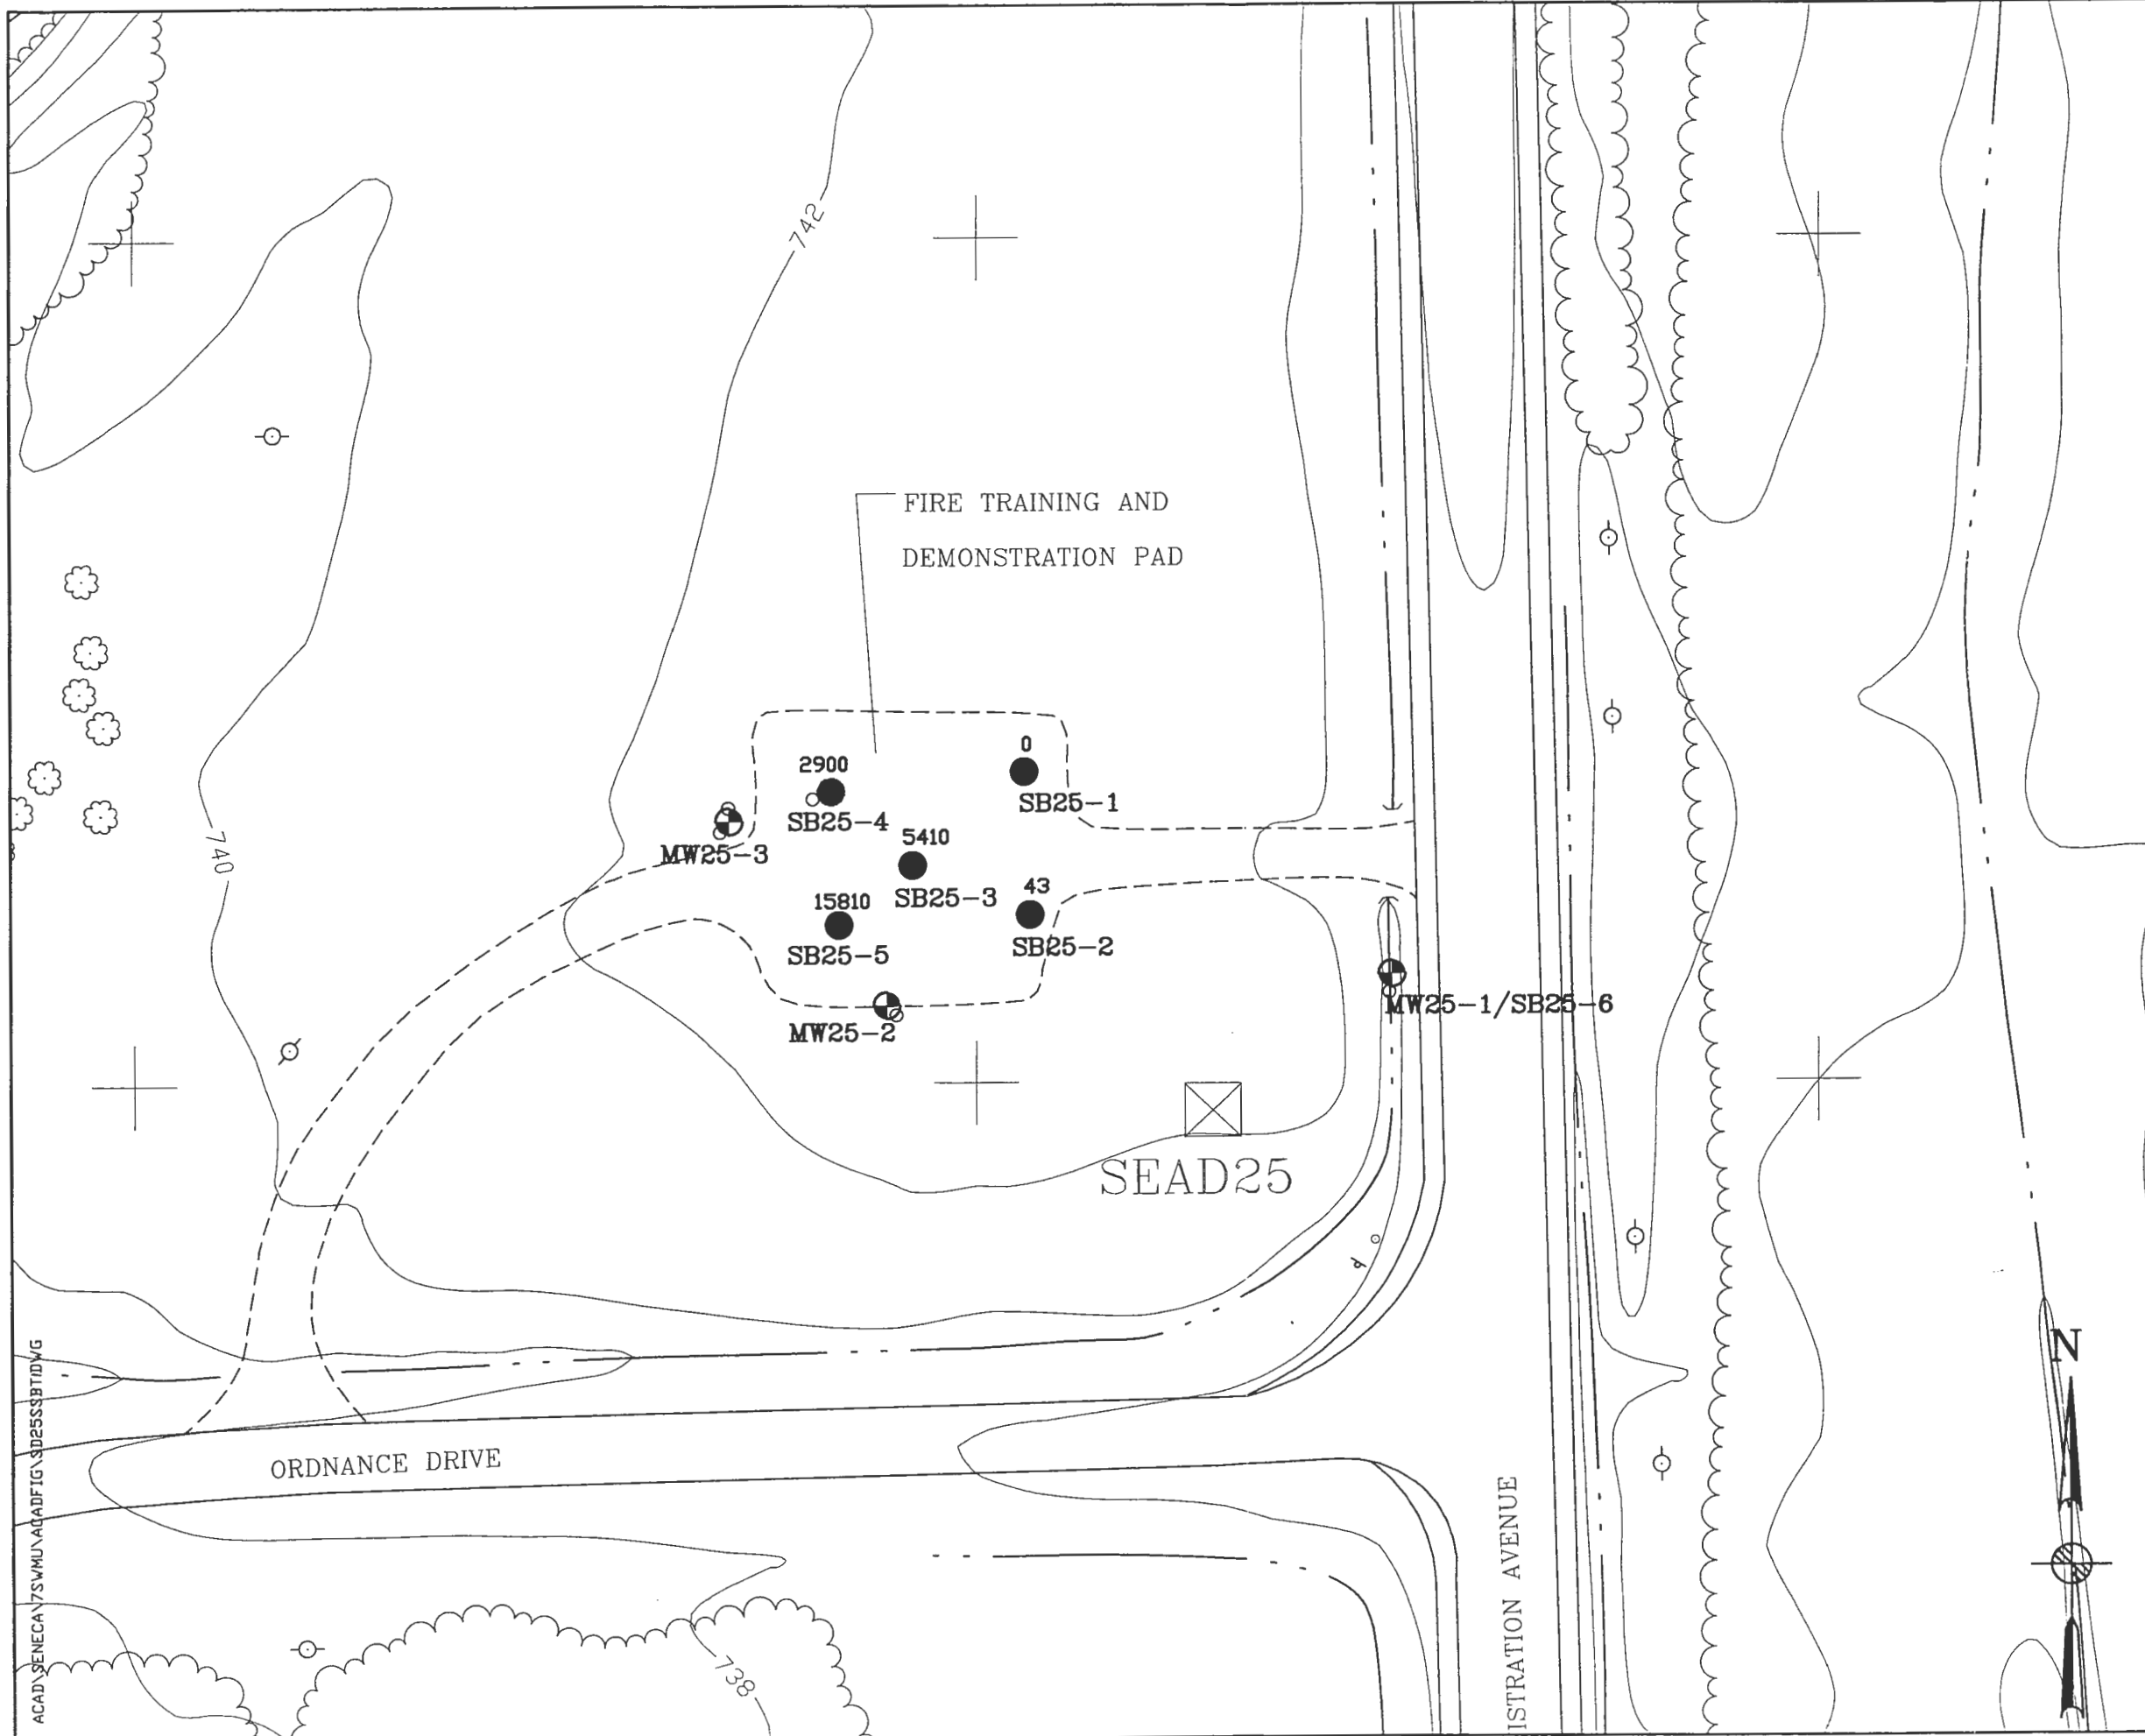 742
FIRE TRAINING AND
DEMONSTRATION PAD
0
2900
SB25-1
SB25-4
5410
MW25-3
740
43
SB25-3
15810
SB25-2
SB25-5
MW25-1/SB25-6
MW25-2
SEAD25
N
ORDNANCE DRIVE
ISTRATION AVENUE
738